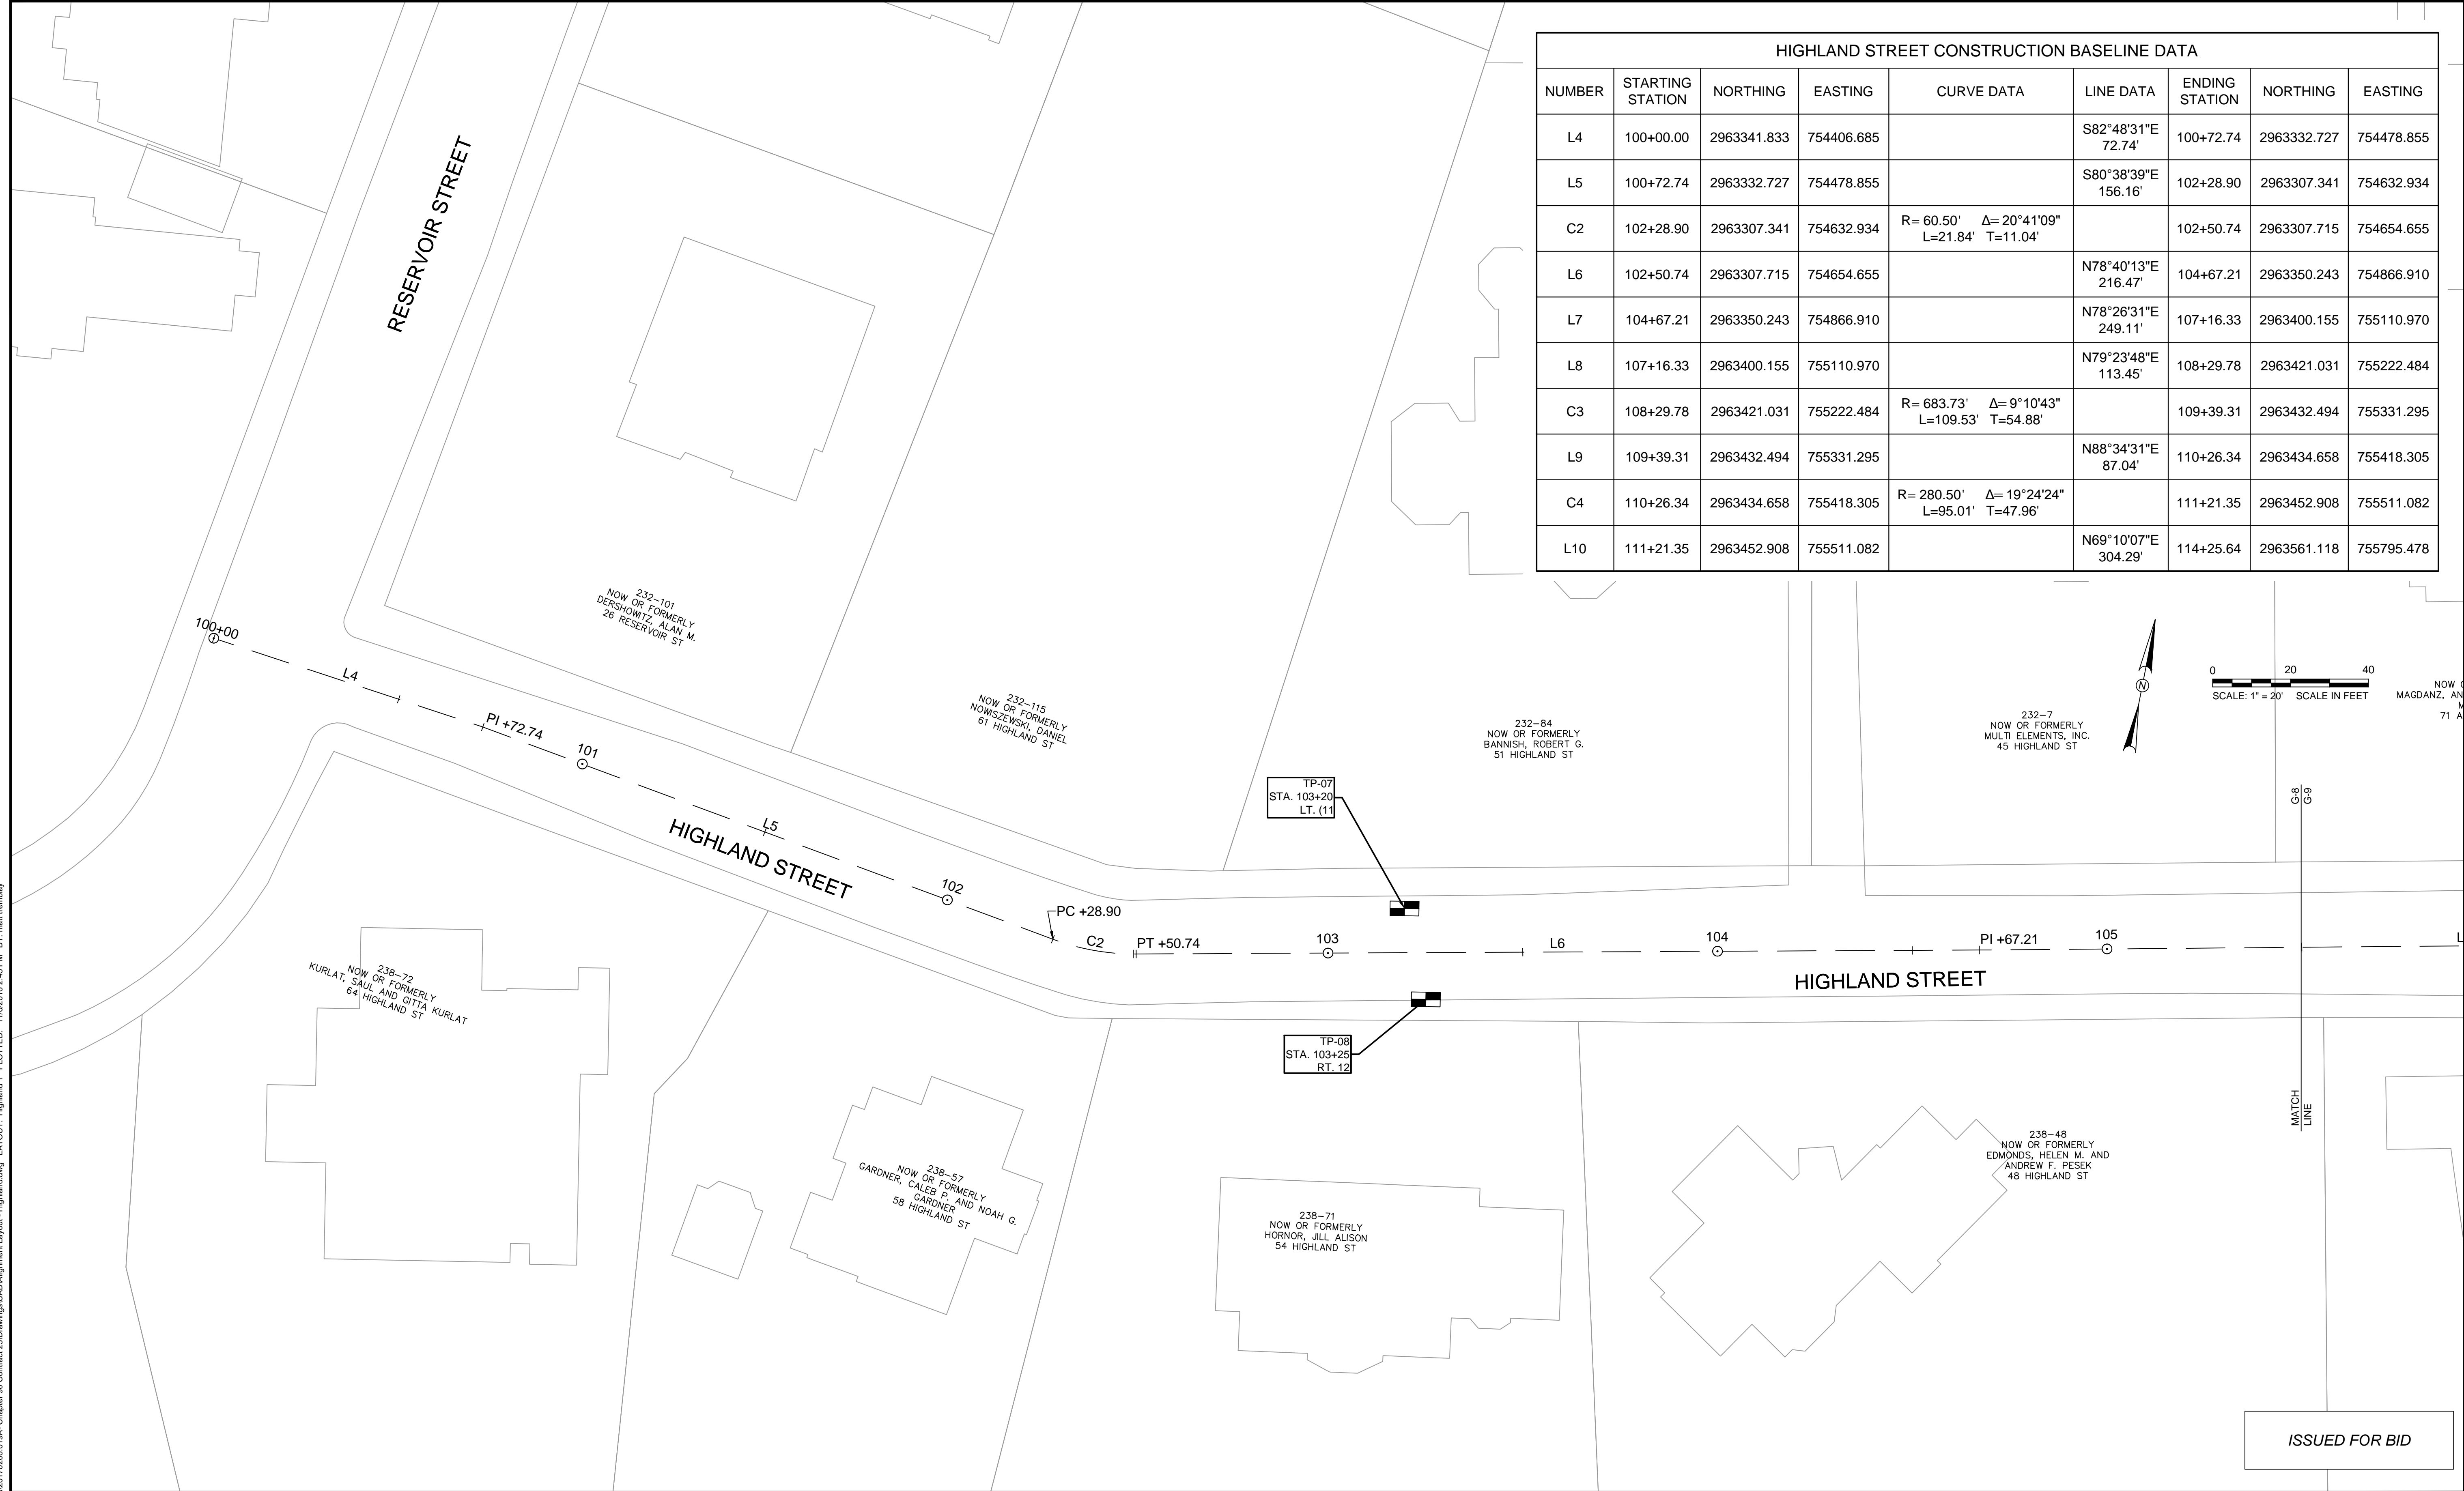 HIGHLAND STREET CONSTRUCTION BASELINE DATA
NUMBER STARTING STATION NORTHING EASTING CURVE DATA LINE DATA ENDING STATION NORTHING EASTING
L4 100+00.00 2963341.833 754406.685 S82°48'31"E 72.74' 100+72.74 2963332.727 754478.855
L5 100+72.74 2963332.727 754478.855 S80°38'39"E 156.16' 102+28.90 2963307.341 754632.934
C2 102+28.90 2963307.341 754632.934 R= 60.50' Δ= 20°41'09" L=21.84' T=11.04' 102+50.74 2963307.715 754654.655
L6 102+50.74 2963307.715 754654.655 N78°40'13"E 216.47' 104+67.21 2963350.243 754866.910
L7 104+67.21 2963350.243 754866.910 N78°26'31"E 249.11' 107+16.33 2963400.155 755110.970
L8 107+16.33 2963400.155 755110.970 N79°23'48"E 113.45' 108+29.78 2963421.031 755222.484
C3 108+29.78 2963421.031 755222.484 R= 683.73' Δ= 9°10'43" L=109.53' T=54.88' 109+39.31 2963432.494 755331.295
L9 109+39.31 2963432.494 755331.295 N88°34'31"E 87.04' 110+26.34 2963434.658 755418.305
C4 110+26.34 2963434.658 755418.305 R= 280.50' Δ= 19°24'24" L=95.01' T=47.96' 111+21.35 2963452.908 755511.082
L10 111+21.35 2963452.908 755511.082 N69°10'07"E 304.29' 114+25.64 2963561.118 755795.478
RESERVOIR STREET
232-101
NOW OR FORMERLY
DERSHOWITZ, ALAN M.
26 RESERVOIR ST
100+00
L4
PI +72.74
101
L5
HIGHLAND STREET
102
232-115
NOW OR FORMERLY
NOWISZEWSKI, DANIEL
61 HIGHLAND ST
232-84
NOW OR FORMERLY
BANNISH, ROBERT G.
51 HIGHLAND ST
232-7
NOW OR FORMERLY
MULTI ELEMENTS, INC.
45 HIGHLAND ST
N
0 20 40
SCALE: 1" = 20' SCALE IN FEET
NOW
MAGDANZ, AN
M
71 A
TP-07
STA. 103+20
LT. (11
G-8
G-9
PC +28.90
C2
PT +50.74
103
L6
104
PI +67.21
105
L
HIGHLAND STREET
TP-08
STA. 103+25
RT. 12
MATCH
LINE
238-72
NOW OR FORMERLY
KURLAT, SAUL AND GITTA KURLAT
64 HIGHLAND ST
238-57
NOW OR FORMERLY
GARDNER, CALEB P. AND NOAH G.
GARDNER
58 HIGHLAND ST
238-71
NOW OR FORMERLY
HORNOR, JILL ALISON
54 HIGHLAND ST
238-48
NOW OR FORMERLY
EDMONDS, HELEN M. AND
ANDREW F. PESEK
48 HIGHLAND ST
ISSUED FOR BID